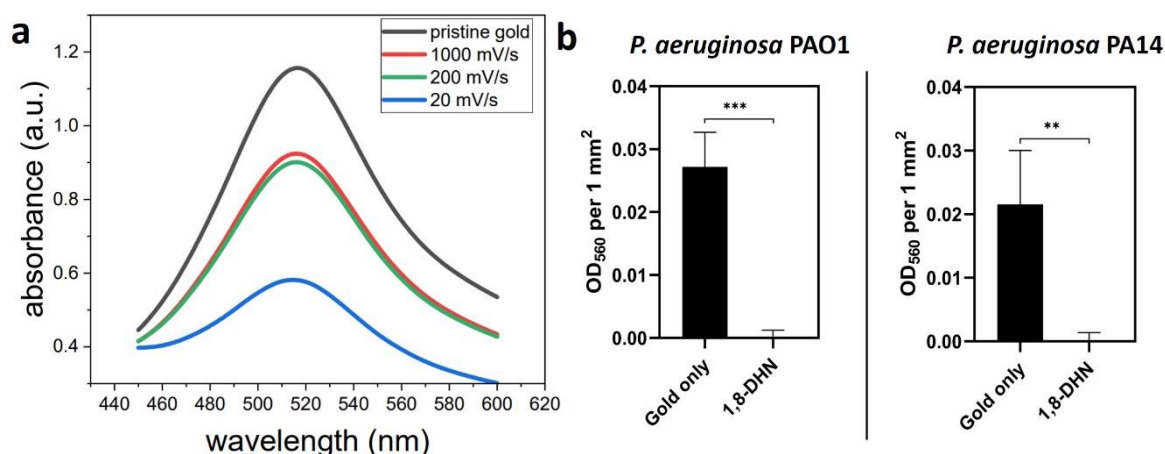 a
absorbance (a.u.)
1.2
1.0
0.8
0.6
0.4
440 460 480 500 520 540 560 580 600 620
wavelength (nm)
pristine gold
1000 mV/s
200 mV/s
20 mV/s
b
P. aeruginosa PAO1
OD₅₆₀ per 1 mm²
0.04
0.03
0.02
0.01
0.00
***
Gold only
1,8-DHN
P. aeruginosa PA14
OD₅₆₀ per 1 mm²
0.04
0.03
0.02
0.01
0.00
**
Gold only
1,8-DHN